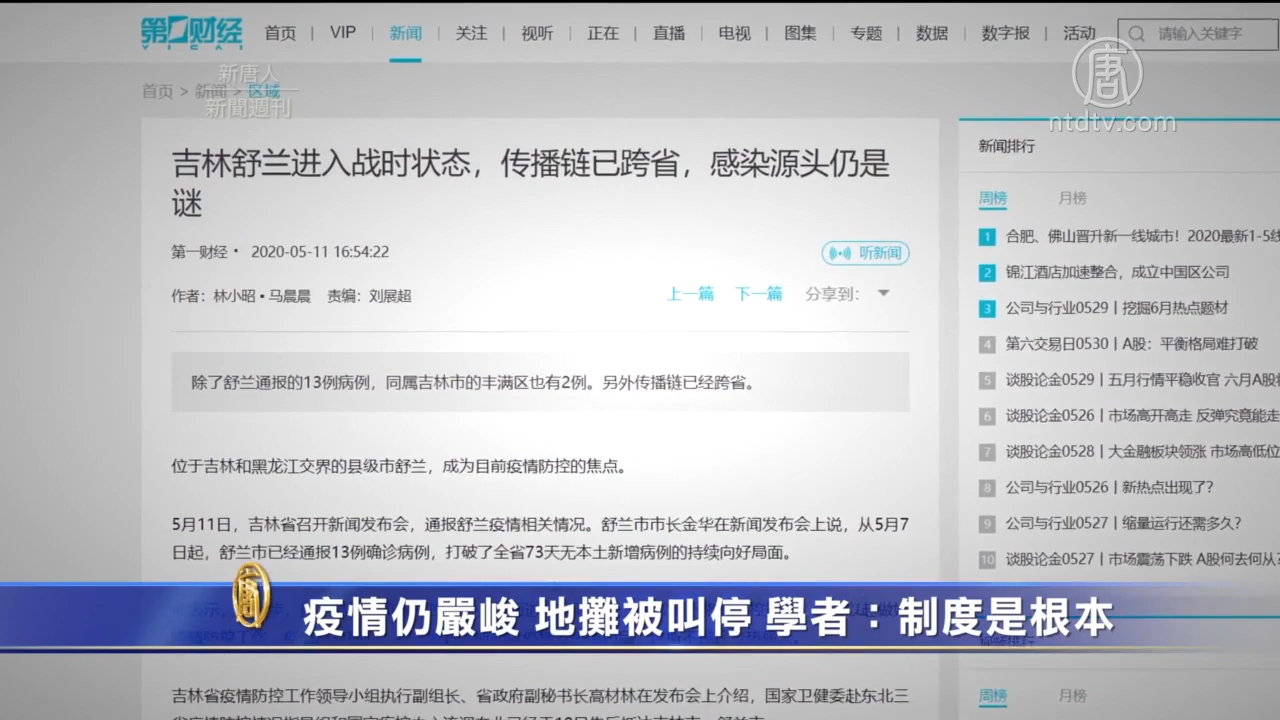 第一财经
YICAI
首页 | VIP | 新闻 | 关注 | 视听 | 正在 | 直播 | 电视 | 图集 | 专题 | 数据 | 数字报 | 活动
请输入关键字
新唐人
新聞週刊
首页 > 新闻 > 区域
唐
ntdtv.com
吉林舒兰进入战时状态，传播链已跨省，感染源头仍是
谜
第一财经 • 2020-05-11 16:54:22
听新闻
作者：林小昭 • 马晨晨 责编：刘展超
上一篇 下一篇 分享到：
除了舒兰通报的13例病例，同属吉林市的丰满区也有2例。另外传播链已经跨省。
位于吉林和黑龙江交界的县级市舒兰，成为目前疫情防控的焦点。
5月11日，吉林省召开新闻发布会，通报舒兰疫情相关情况。舒兰市市长金华在新闻发布会上说，从5月7
日起，舒兰市已经通报13例确诊病例，打破了全省73天无本土新增病例的持续向好局面。
新闻排行
周榜 月榜
1 合肥、佛山晋升新一线城市！2020最新1-5线
2 锦江酒店加速整合，成立中国区公司
3 公司与行业0529丨挖掘6月热点题材
4 第六交易日0530丨A股：平衡格局难打破
5 谈股论金0529丨五月行情平稳收官 六月A股
6 谈股论金0526丨市场高开高走 反弹究竟能走
7 谈股论金0528丨大金融板块领涨 市场高低位
8 公司与行业0526丨新热点出现了？
9 公司与行业0527丨缩量运行还需多久？
10 谈股论金0527丨市场震荡下跌 A股何去何从？
唐
疫情仍嚴峻 地攤被叫停 學者：制度是根本
吉林省疫情防控工作领导小组执行副组长、省政府副秘书长高材林在发布会上介绍，国家卫健委赴东北三
周榜 月榜